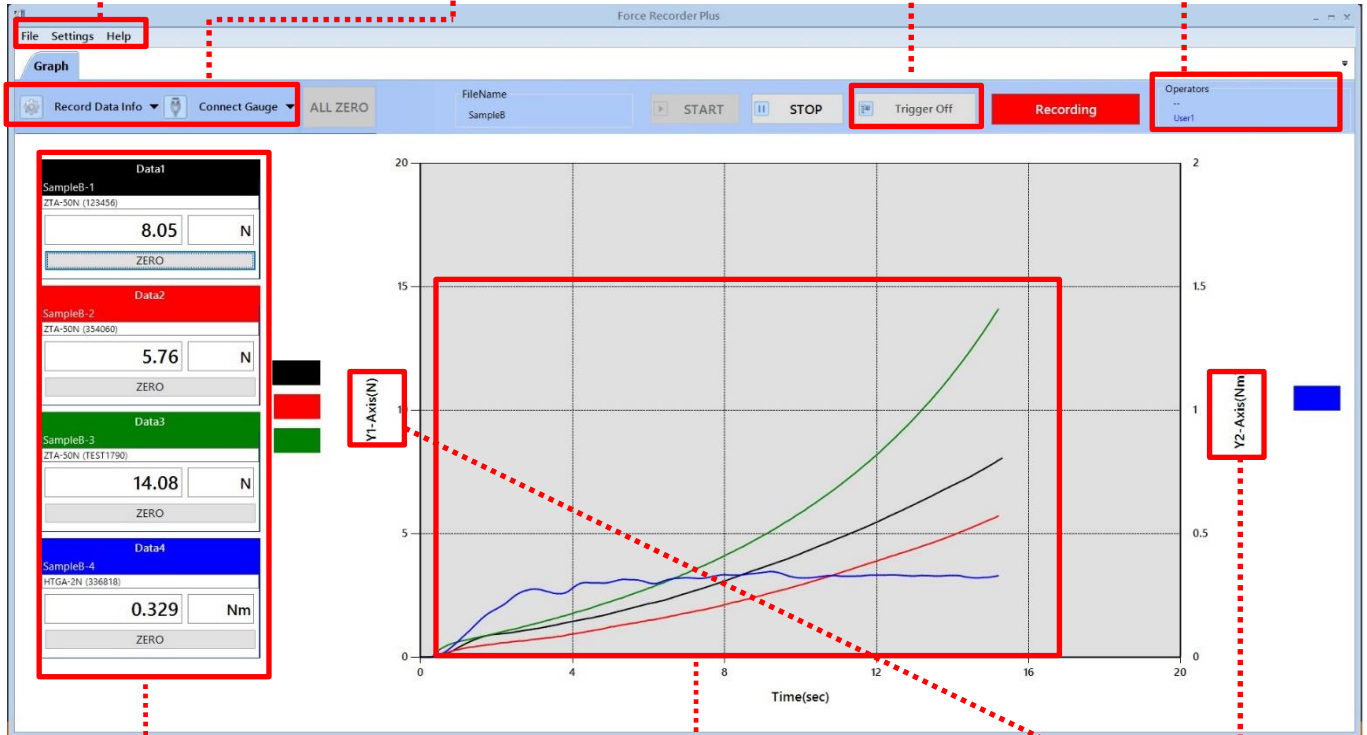 Force Recorder Plus
File Settings Help
Graph
Record Data Info Connect Gauge ALL ZERO
FileName
SampleB
START STOP Trigger Off Recording
Operators
--
User1
Data1
SampleB-1
ZTA-50N (123456)
8.05 N
ZERO
Data2
SampleB-2
ZTA-50N (354060)
5.76 N
ZERO
Data3
SampleB-3
ZTA-50N (TEST1790)
14.08 N
ZERO
Data4
SampleB-4
HTGA-2N (336818)
0.329 Nm
ZERO
Y1-Axis(N)
20
15
10
5
0
0 4 8 12 16 20
Time(sec)
2
1.5
1
0.5
0
Y2-Axis(Nm)